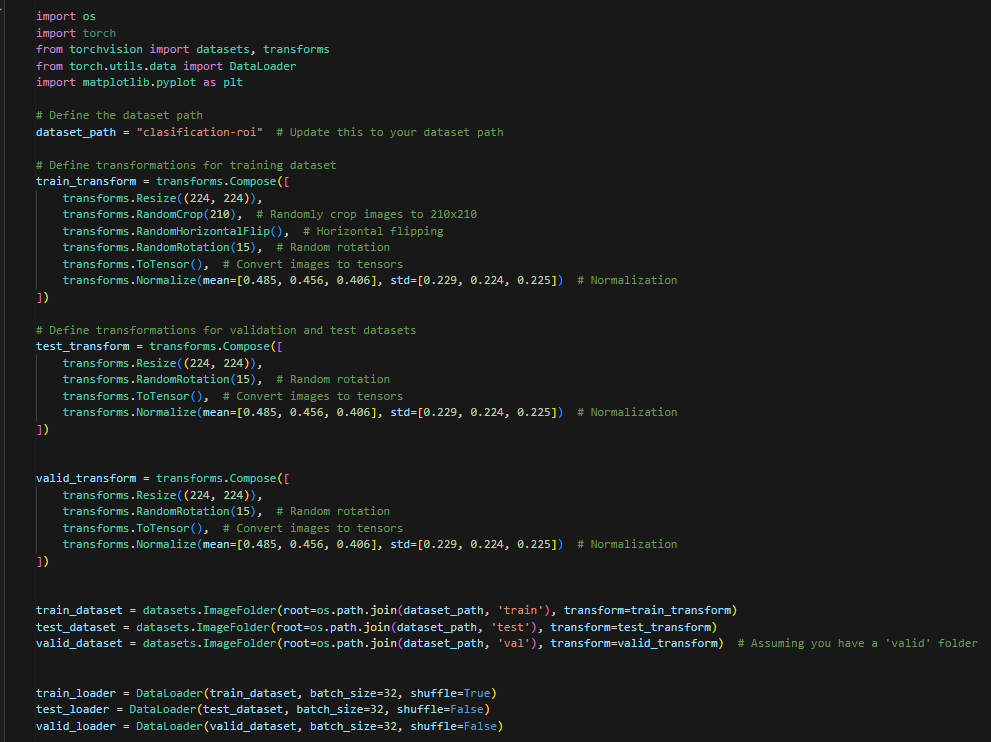 import os
import torch
from torchvision import datasets, transforms
from torch.utils.data import DataLoader
import matplotlib.pyplot as plt
# Define the dataset path
dataset_path = "clasification-roi"  # Update this to your dataset path
# Define transformations for training dataset
train_transform = transforms.Compose([
    transforms.Resize((224, 224)),
    transforms.RandomCrop(210),  # Randomly crop images to 210x210
    transforms.RandomHorizontalFlip(),  # Horizontal flipping
    transforms.RandomRotation(15),  # Random rotation
    transforms.ToTensor(),  # Convert images to tensors
    transforms.Normalize(mean=[0.485, 0.456, 0.406], std=[0.229, 0.224, 0.225])  # Normalization
])
# Define transformations for validation and test datasets
test_transform = transforms.Compose([
    transforms.Resize((224, 224)),
    transforms.RandomRotation(15),  # Random rotation
    transforms.ToTensor(),  # Convert images to tensors
    transforms.Normalize(mean=[0.485, 0.456, 0.406], std=[0.229, 0.224, 0.225])  # Normalization
])
valid_transform = transforms.Compose([
    transforms.Resize((224, 224)),
    transforms.RandomRotation(15),  # Random rotation
    transforms.ToTensor(),  # Convert images to tensors
    transforms.Normalize(mean=[0.485, 0.456, 0.406], std=[0.229, 0.224, 0.225])  # Normalization
])
train_dataset = datasets.ImageFolder(root=os.path.join(dataset_path, 'train'), transform=train_transform)
test_dataset = datasets.ImageFolder(root=os.path.join(dataset_path, 'test'), transform=test_transform)
valid_dataset = datasets.ImageFolder(root=os.path.join(dataset_path, 'val'), transform=valid_transform)  # Assuming you have a 'valid' folder
train_loader = DataLoader(train_dataset, batch_size=32, shuffle=True)
test_loader = DataLoader(test_dataset, batch_size=32, shuffle=False)
valid_loader = DataLoader(valid_dataset, batch_size=32, shuffle=False)